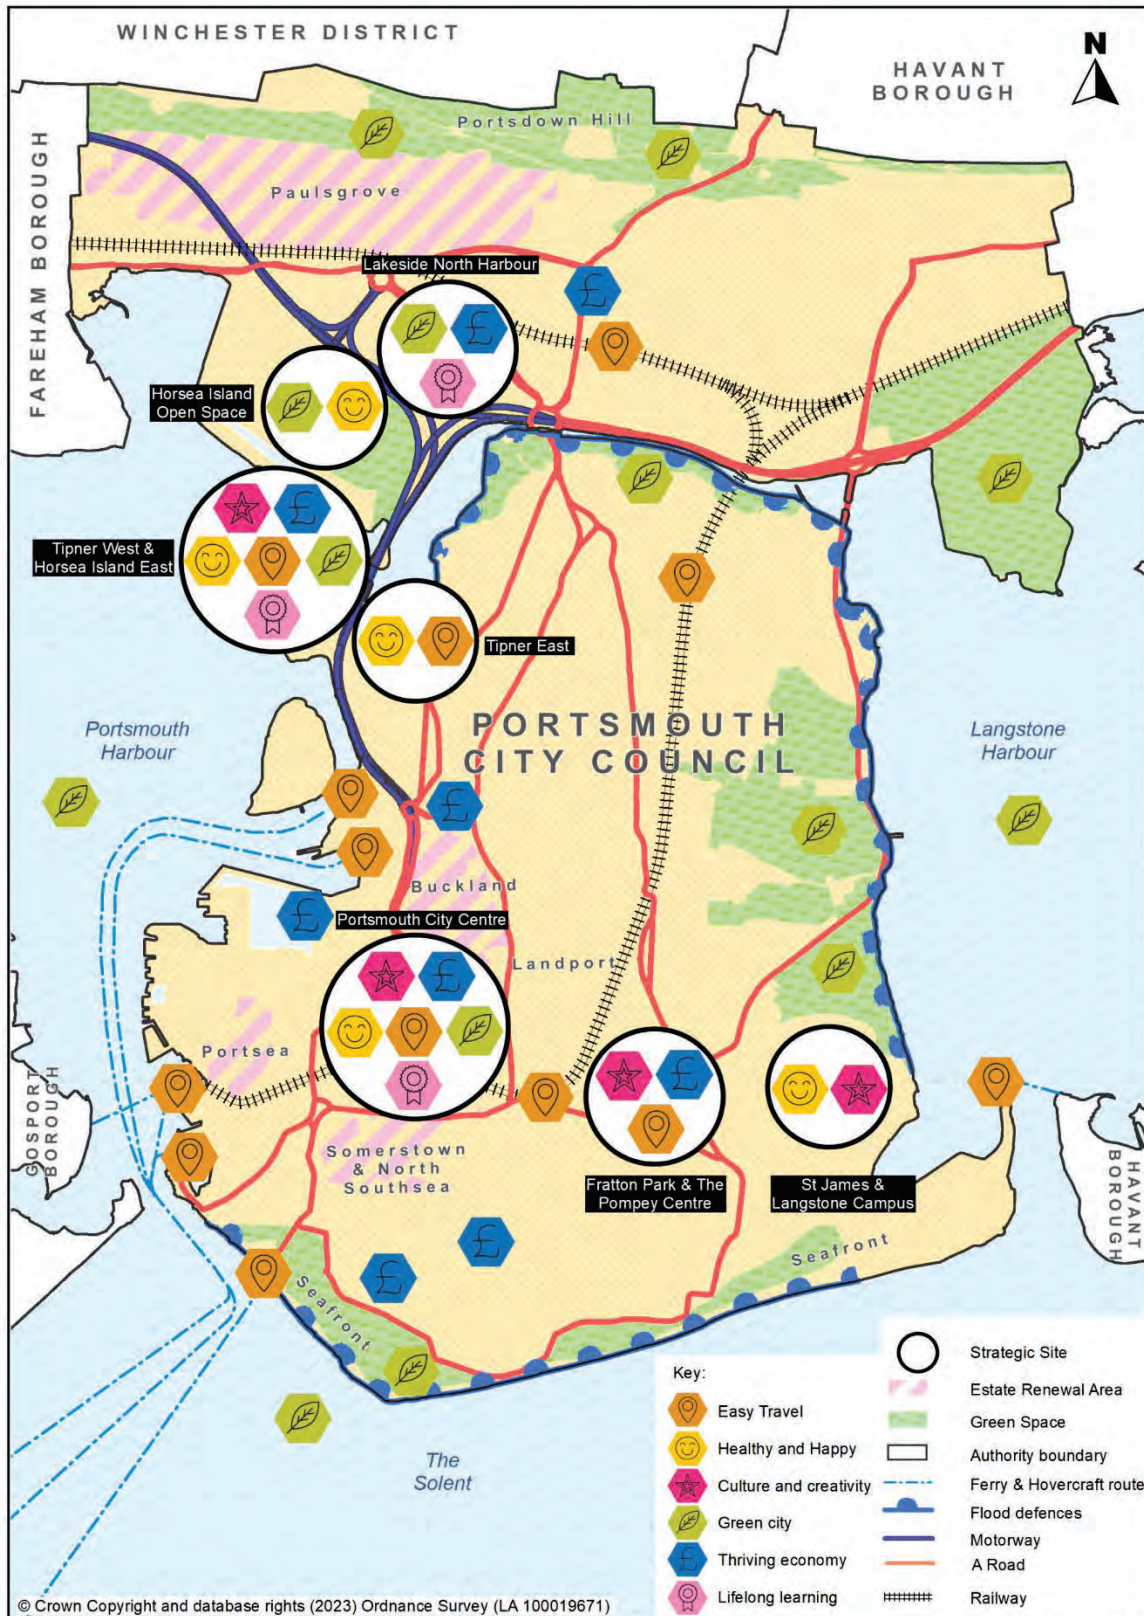 WINCHESTER DISTRICT
N
HAVANT
BOROUGH
FAREHAM BOROUGH
Portsdown Hill
Paulsgrove
Lakeside North Harbour
£
£
Horsea Island
Open Space
£
Tipner West &
Horsea Island East
Tipner East
PORTSMOUTH
CITY COUNCIL
Portsmouth
Harbour
Langstone
Harbour
£
Buckland
£
Portsmouth City Centre
£
Landport
Portsea
£
GOSPORT
BOROUGH
Somerstown
& North
Southsea
Fratton Park & The
Pompey Centre
St James &
Langstone Campus
HAVANT
BOROUGH
£
£
Seafront
Seafront
The
Solent
Key:
Easy Travel
Healthy and Happy
Culture and creativity
Green city
£
Thriving economy
Lifelong learning
Strategic Site
Estate Renewal Area
Green Space
Authority boundary
Ferry & Hovercraft route
Flood defences
Motorway
A Road
Railway
© Crown Copyright and database rights (2023) Ordnance Survey (LA 100019671)